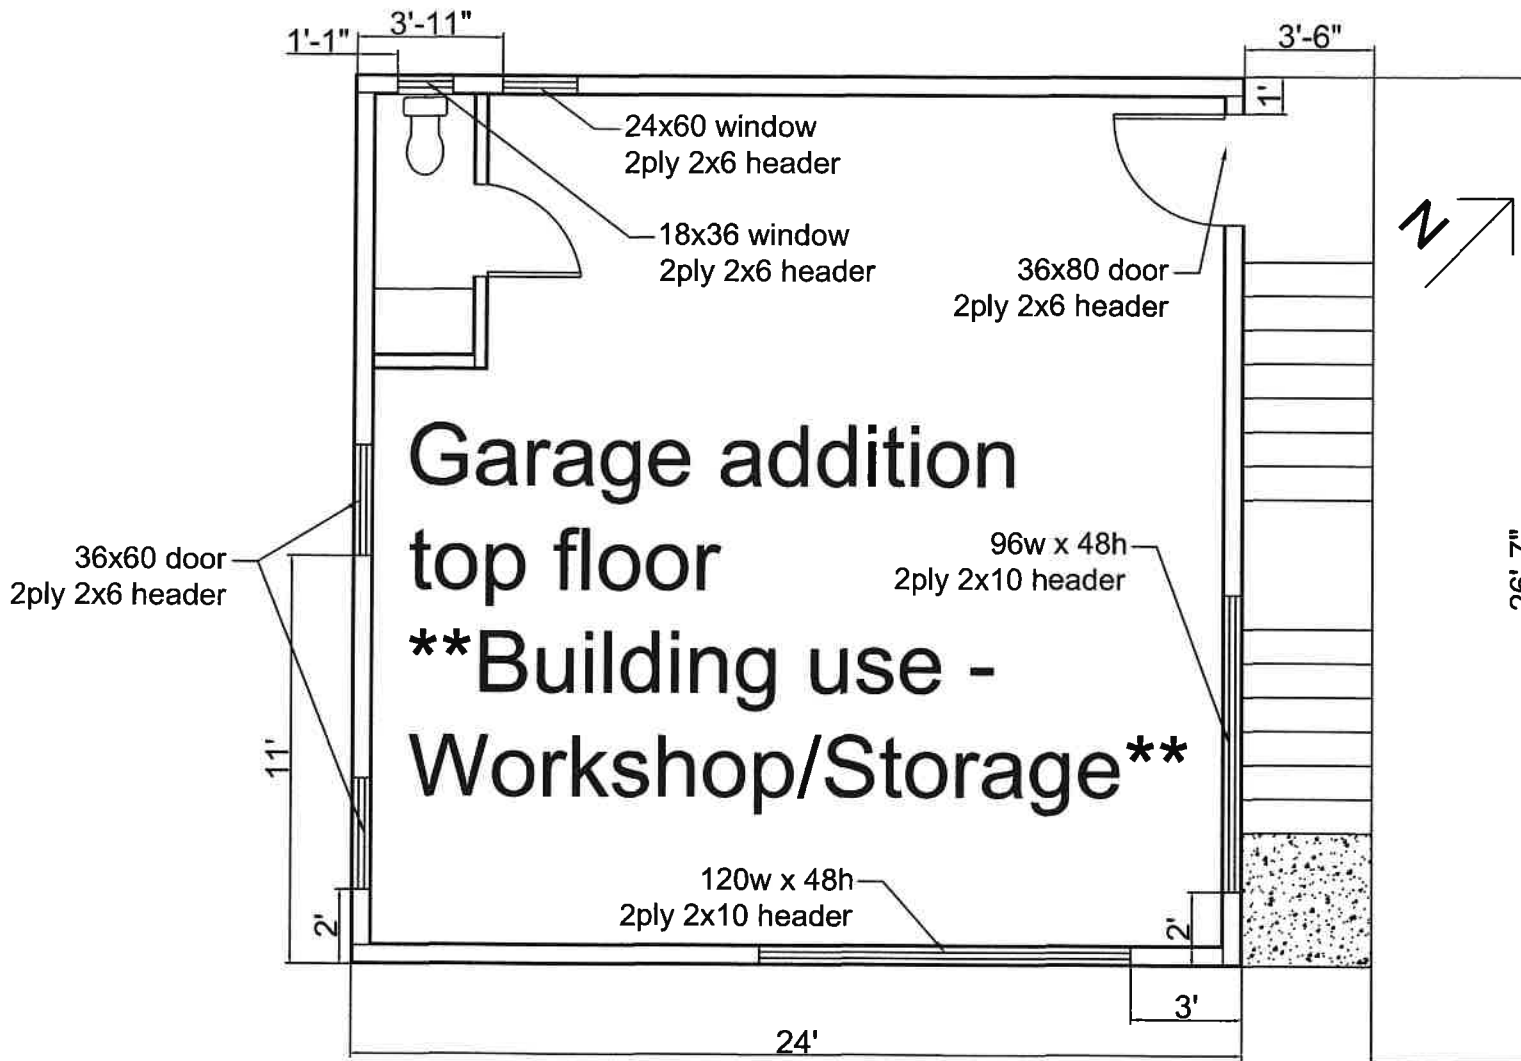 3'-11"
3'-6"
1'-1"
1'
24x60 window
2ply 2x6 header
18x36 window
2ply 2x6 header
N
36x80 door
2ply 2x6 header
Garage addition
top floor
**Building use -
Workshop/Storage**
36x60 door
2ply 2x6 header
96w x 48h
2ply 2x10 header
11'
120w x 48h
2ply 2x10 header
2'
2'
3'
24'
26'-7"